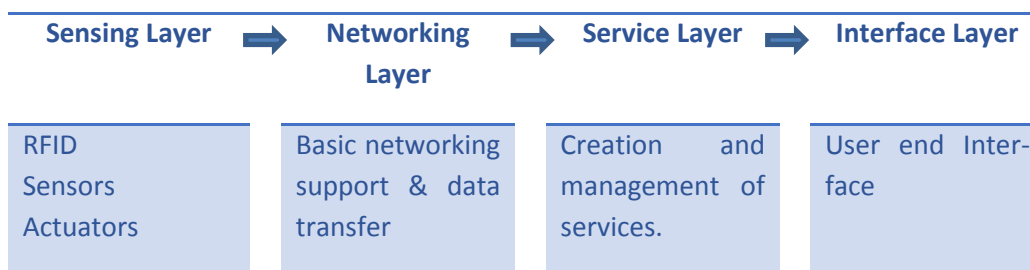 Sensing Layer
Networking
Layer
Service Layer
Interface Layer
RFID
Sensors
Actuators
Basic networking
support & data
transfer
Creation and
management of
services.
User end Inter-
face